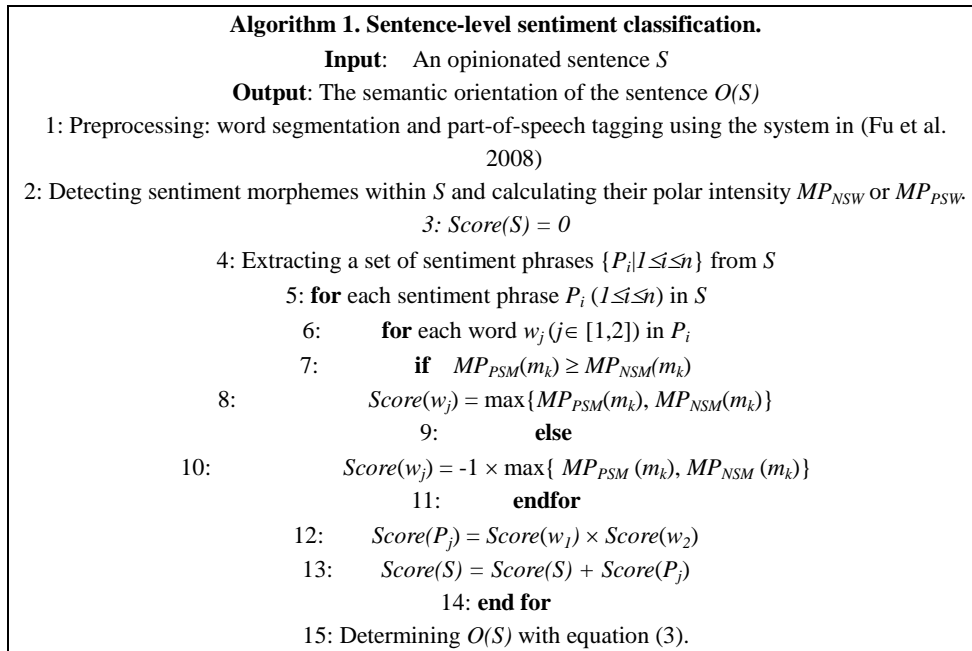 Algorithm 1. Sentence-level sentiment classification.
Input: An opinionated sentence S
Output: The semantic orientation of the sentence O(S)
1: Preprocessing: word segmentation and part-of-speech tagging using the system in (Fu et al.
2008)
2: Detecting sentiment morphemes within S and calculating their polar intensity MP_NSW or MP_PSW.
3: Score(S) = 0
4: Extracting a set of sentiment phrases {P_i|1≤i≤n} from S
5: for each sentiment phrase P_i (1≤i≤n) in S
6: for each word w_j (j∈ [1,2]) in P_i
7: if MP_PSM(m_k) ≥ MP_NSM(m_k)
8: Score(w_j) = max{MP_PSM(m_k), MP_NSM(m_k)}
9: else
10: Score(w_j) = -1 × max{ MP_PSM (m_k), MP_NSM (m_k)}
11: endfor
12: Score(P_j) = Score(w_1) × Score(w_2)
13: Score(S) = Score(S) + Score(P_j)
14: end for
15: Determining O(S) with equation (3).